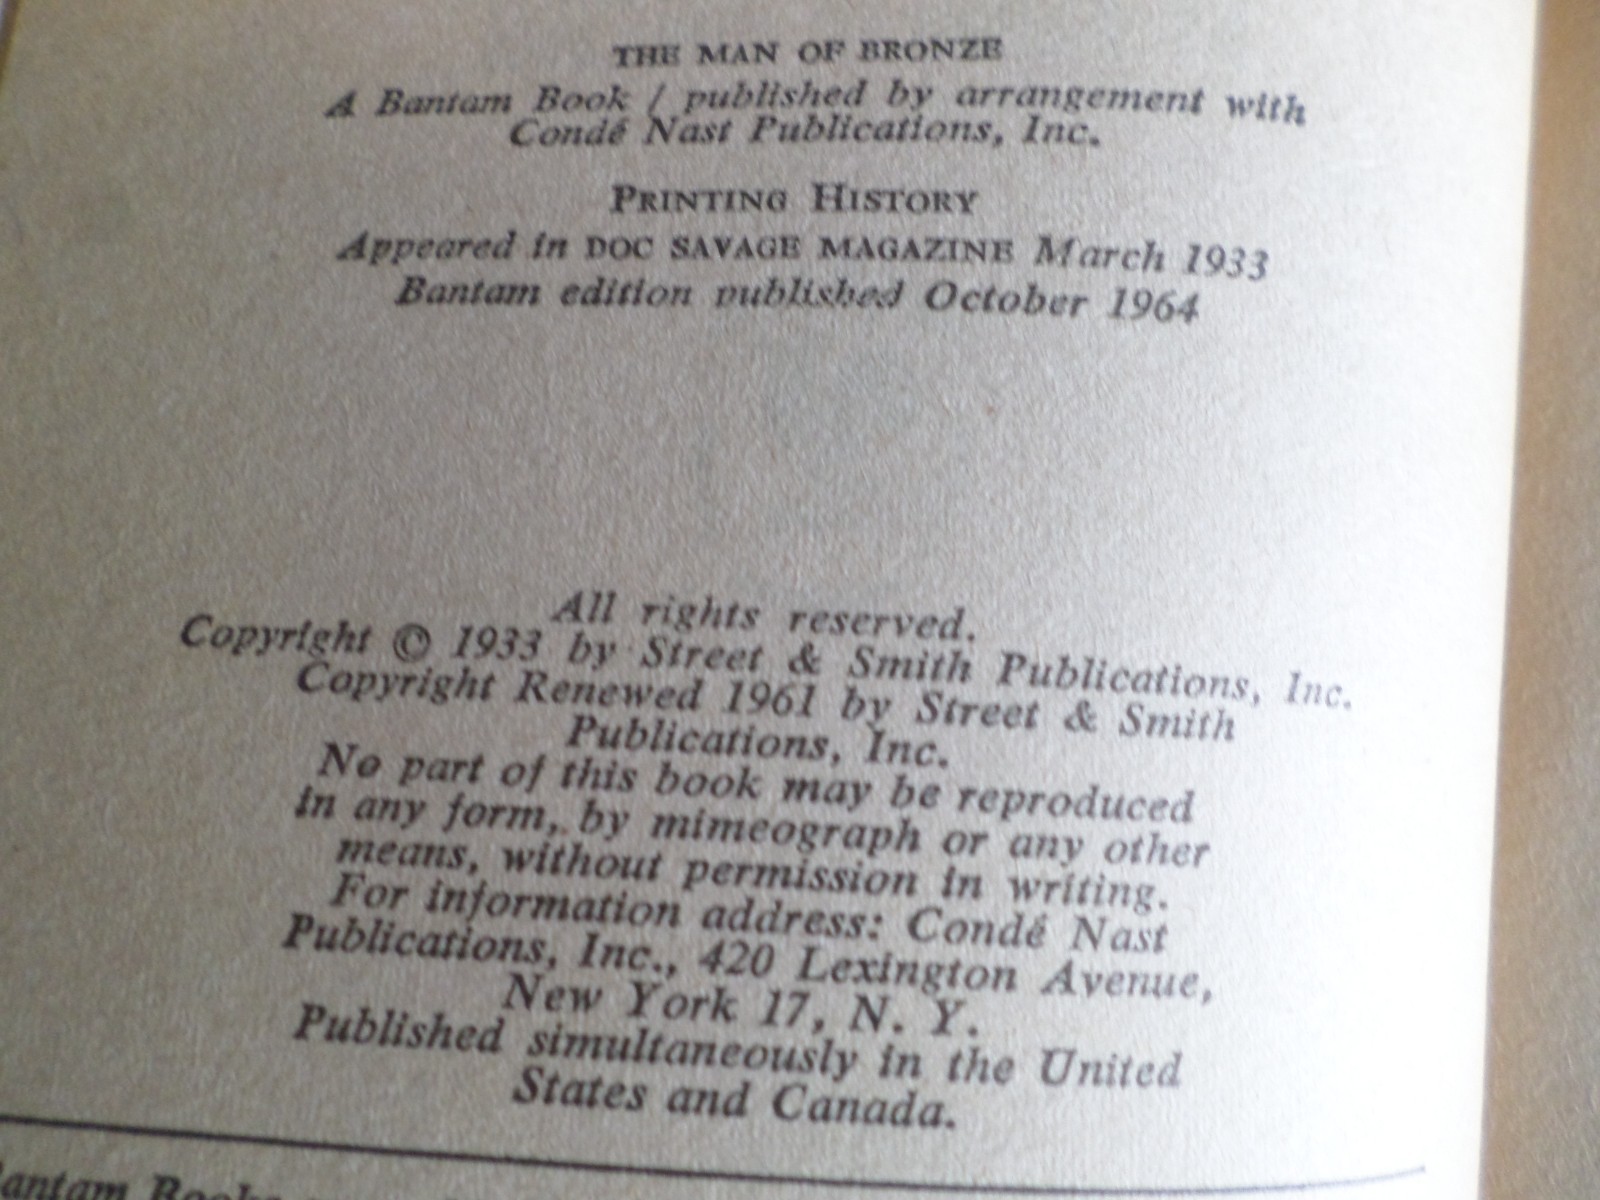 THE MAN OF BRONZE
A Bantam Book / published by arrangement with
Condé Nast Publications, Inc.
PRINTING HISTORY
Appeared in DOC SAVAGE MAGAZINE March 1933
Bantam edition published October 1964
All rights reserved.
Copyright © 1933 by Street & Smith Publications, Inc.
Copyright Renewed 1961 by Street & Smith
Publications, Inc.
No part of this book may be reproduced
in any form, by mimeograph or any other
means, without permission in writing.
For information address: Condé Nast
Publications, Inc., 420 Lexington Avenue,
New York 17, N. Y.
Published simultaneously in the United
States and Canada.
Bantam Books